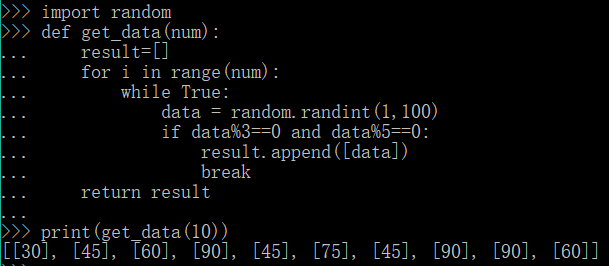 >>> import random
>>> def get_data(num):
...     result=[]
...     for i in range(num):
...         while True:
...             data = random.randint(1,100)
...             if data%3==0 and data%5==0:
...                 result.append([data])
...                 break
...     return result
...
>>> print(get_data(10))
[[30], [45], [60], [90], [45], [75], [45], [90], [90], [60]]